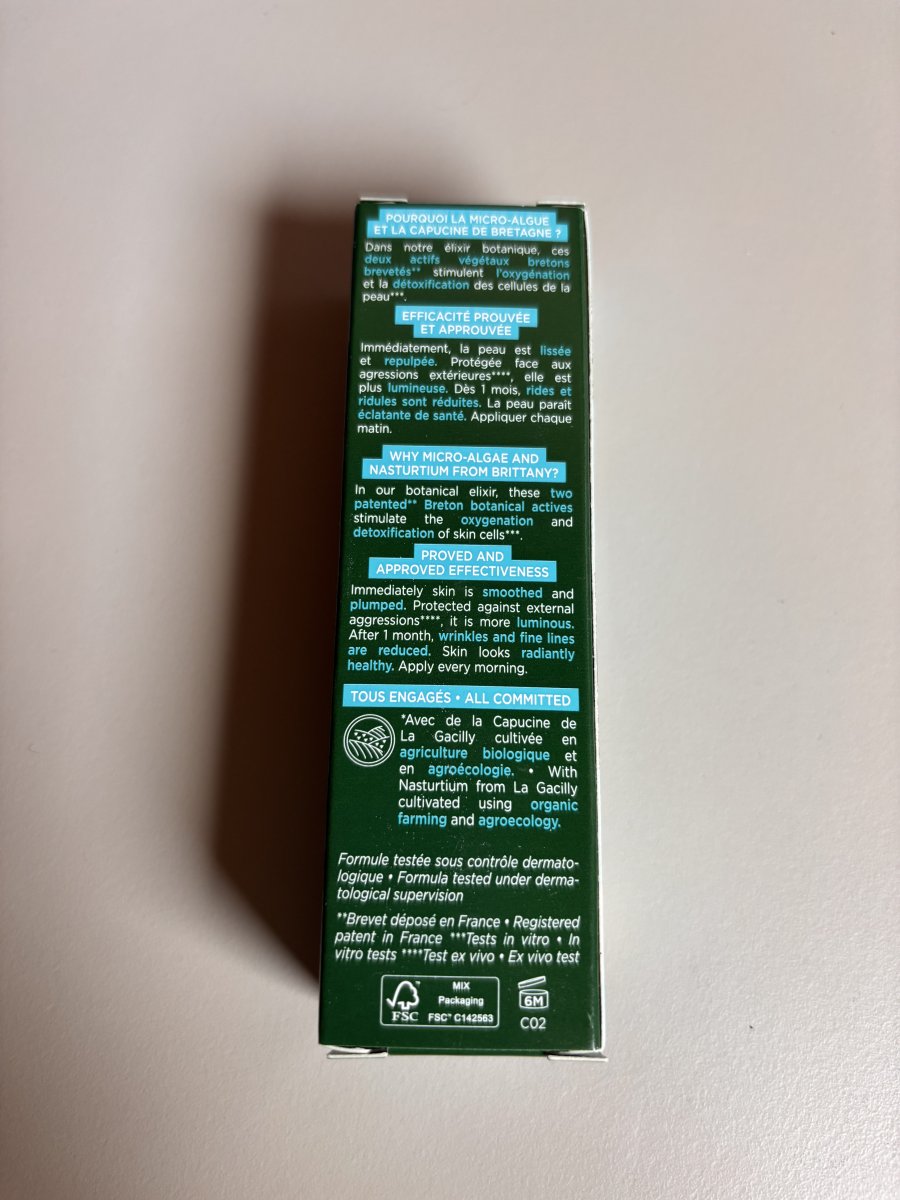 POURQUOI LA MICRO-ALGUE
ET LA CAPUCINE DE BRETAGNE ?
Dans notre élixir botanique, ces
deux actifs végétaux bretons
brevetés** stimulent l'oxygénation
et la détoxification des cellules de la
peau***.
EFFICACITÉ PROUVÉE
ET APPROUVÉE
Immédiatement, la peau est lissée
et repulpée. Protégée face aux
agressions extérieures****, elle est
plus lumineuse. Dès 1 mois, rides et
ridules sont réduites. La peau paraît
éclatante de santé. Appliquer chaque
matin.
WHY MICRO-ALGAE AND
NASTURTIUM FROM BRITTANY?
In our botanical elixir, these two
patented** Breton botanical actives
stimulate the oxygenation and
detoxification of skin cells***.
PROVED AND
APPROVED EFFECTIVENESS
Immediately skin is smoothed and
plumped. Protected against external
aggressions****, it is more luminous.
After 1 month, wrinkles and fine lines
are reduced. Skin looks radiantly
healthy. Apply every morning.
TOUS ENGAGÉS • ALL COMMITTED
*Avec de la Capucine de
La Gacilly cultivée en
agriculture biologique et
en agroécologie. • With
Nasturtium from La Gacilly
cultivated using organic
farming and agroecology.
Formule testée sous contrôle dermato-
logique • Formula tested under derma-
tological supervision
**Brevet déposé en France • Registered
patent in France ***Tests in vitro • In
vitro tests ****Test ex vivo • Ex vivo test
FSC™
MIX
Packaging
FSC™ C142563
6M
C02